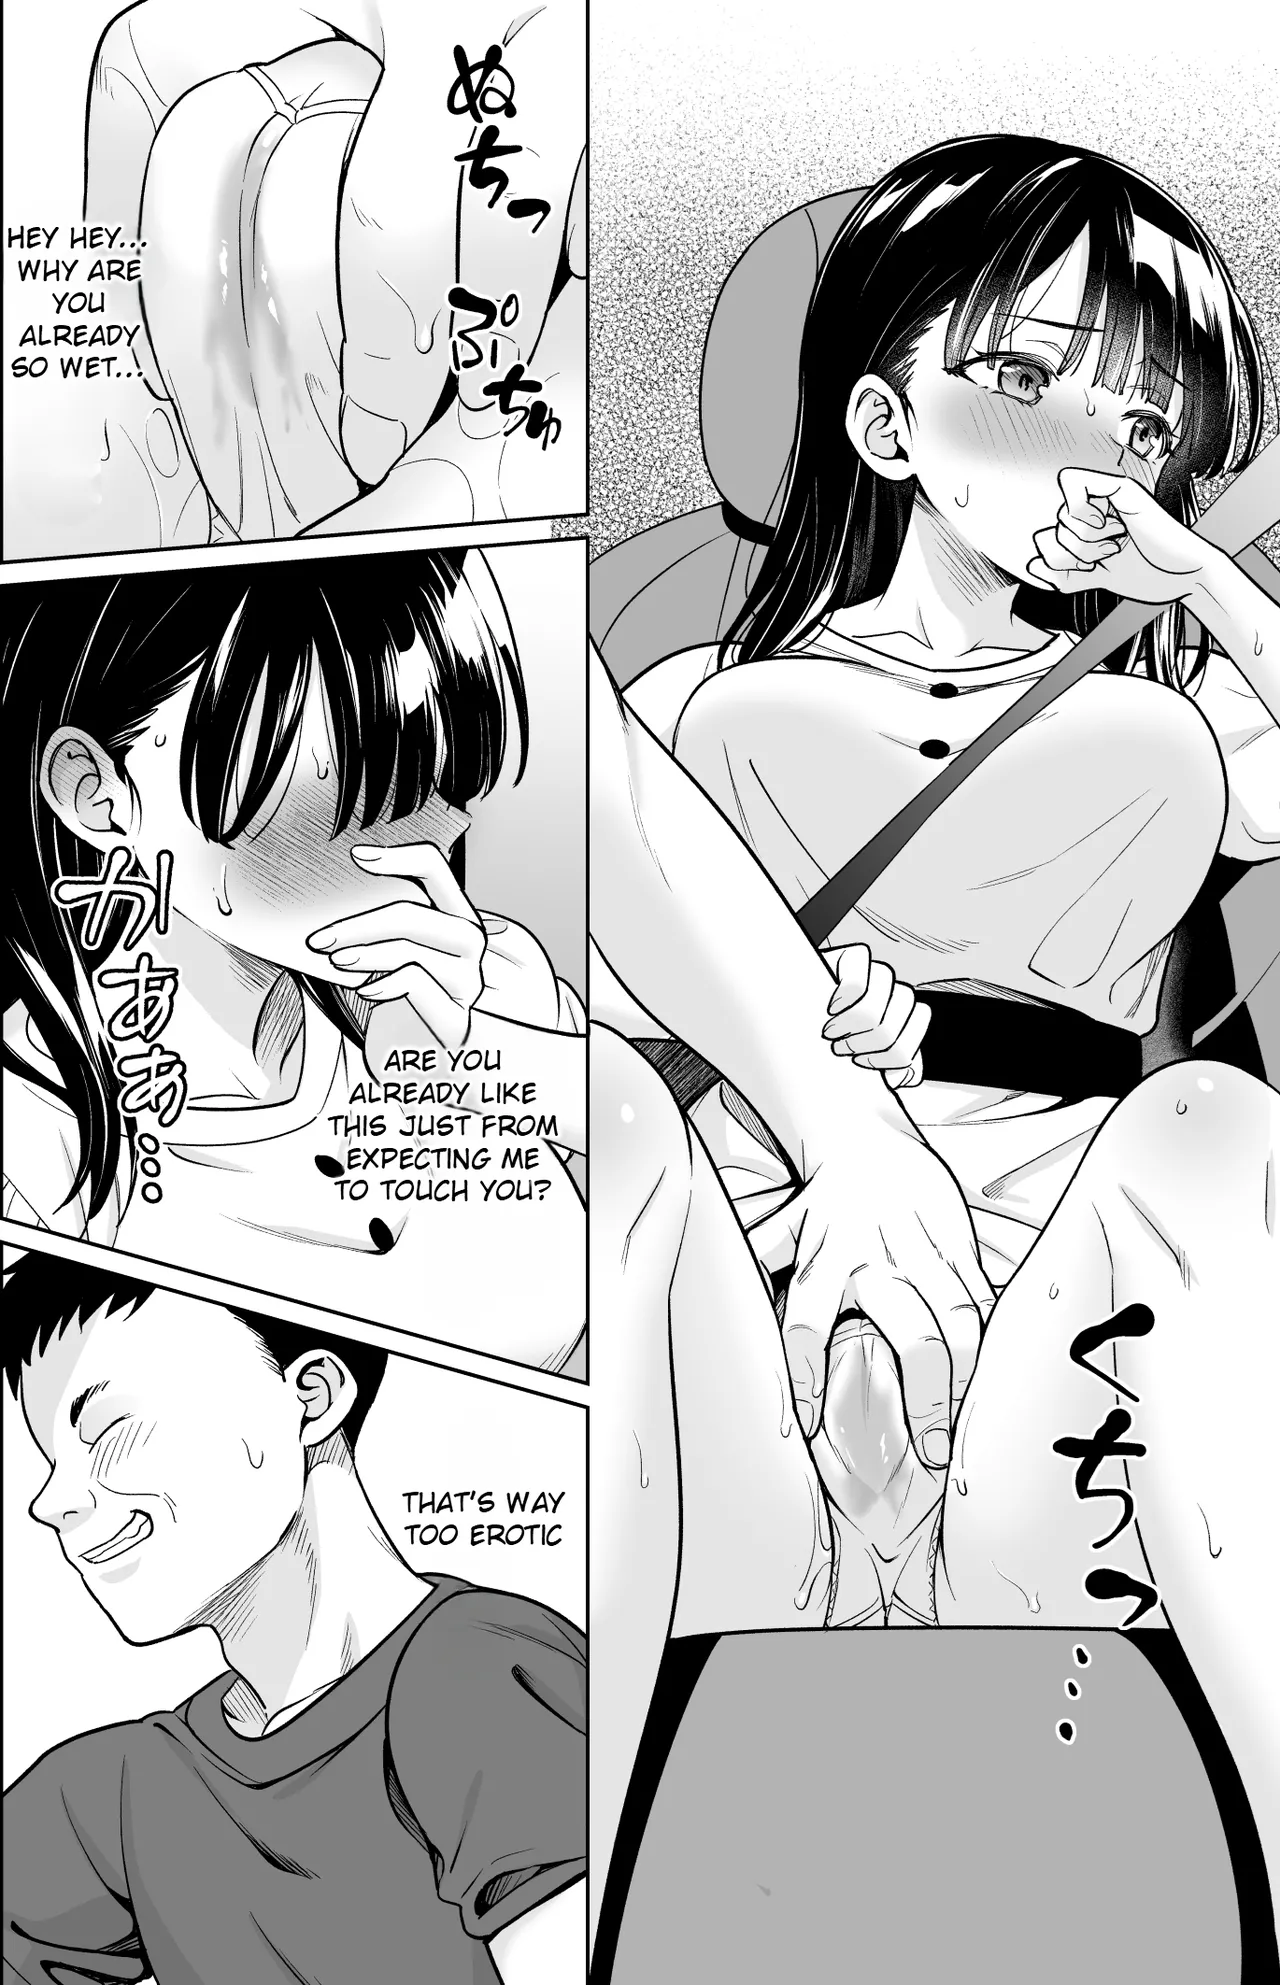 くちっ…
ぬちっ
ぷちゅ
HEY HEY...
WHY ARE
YOU
ALREADY
SO WET...
かあぁ…
ARE YOU
ALREADY LIKE
THIS JUST FROM
EXPECTING ME
TO TOUCH YOU?
THAT'S WAY
TOO EROTIC